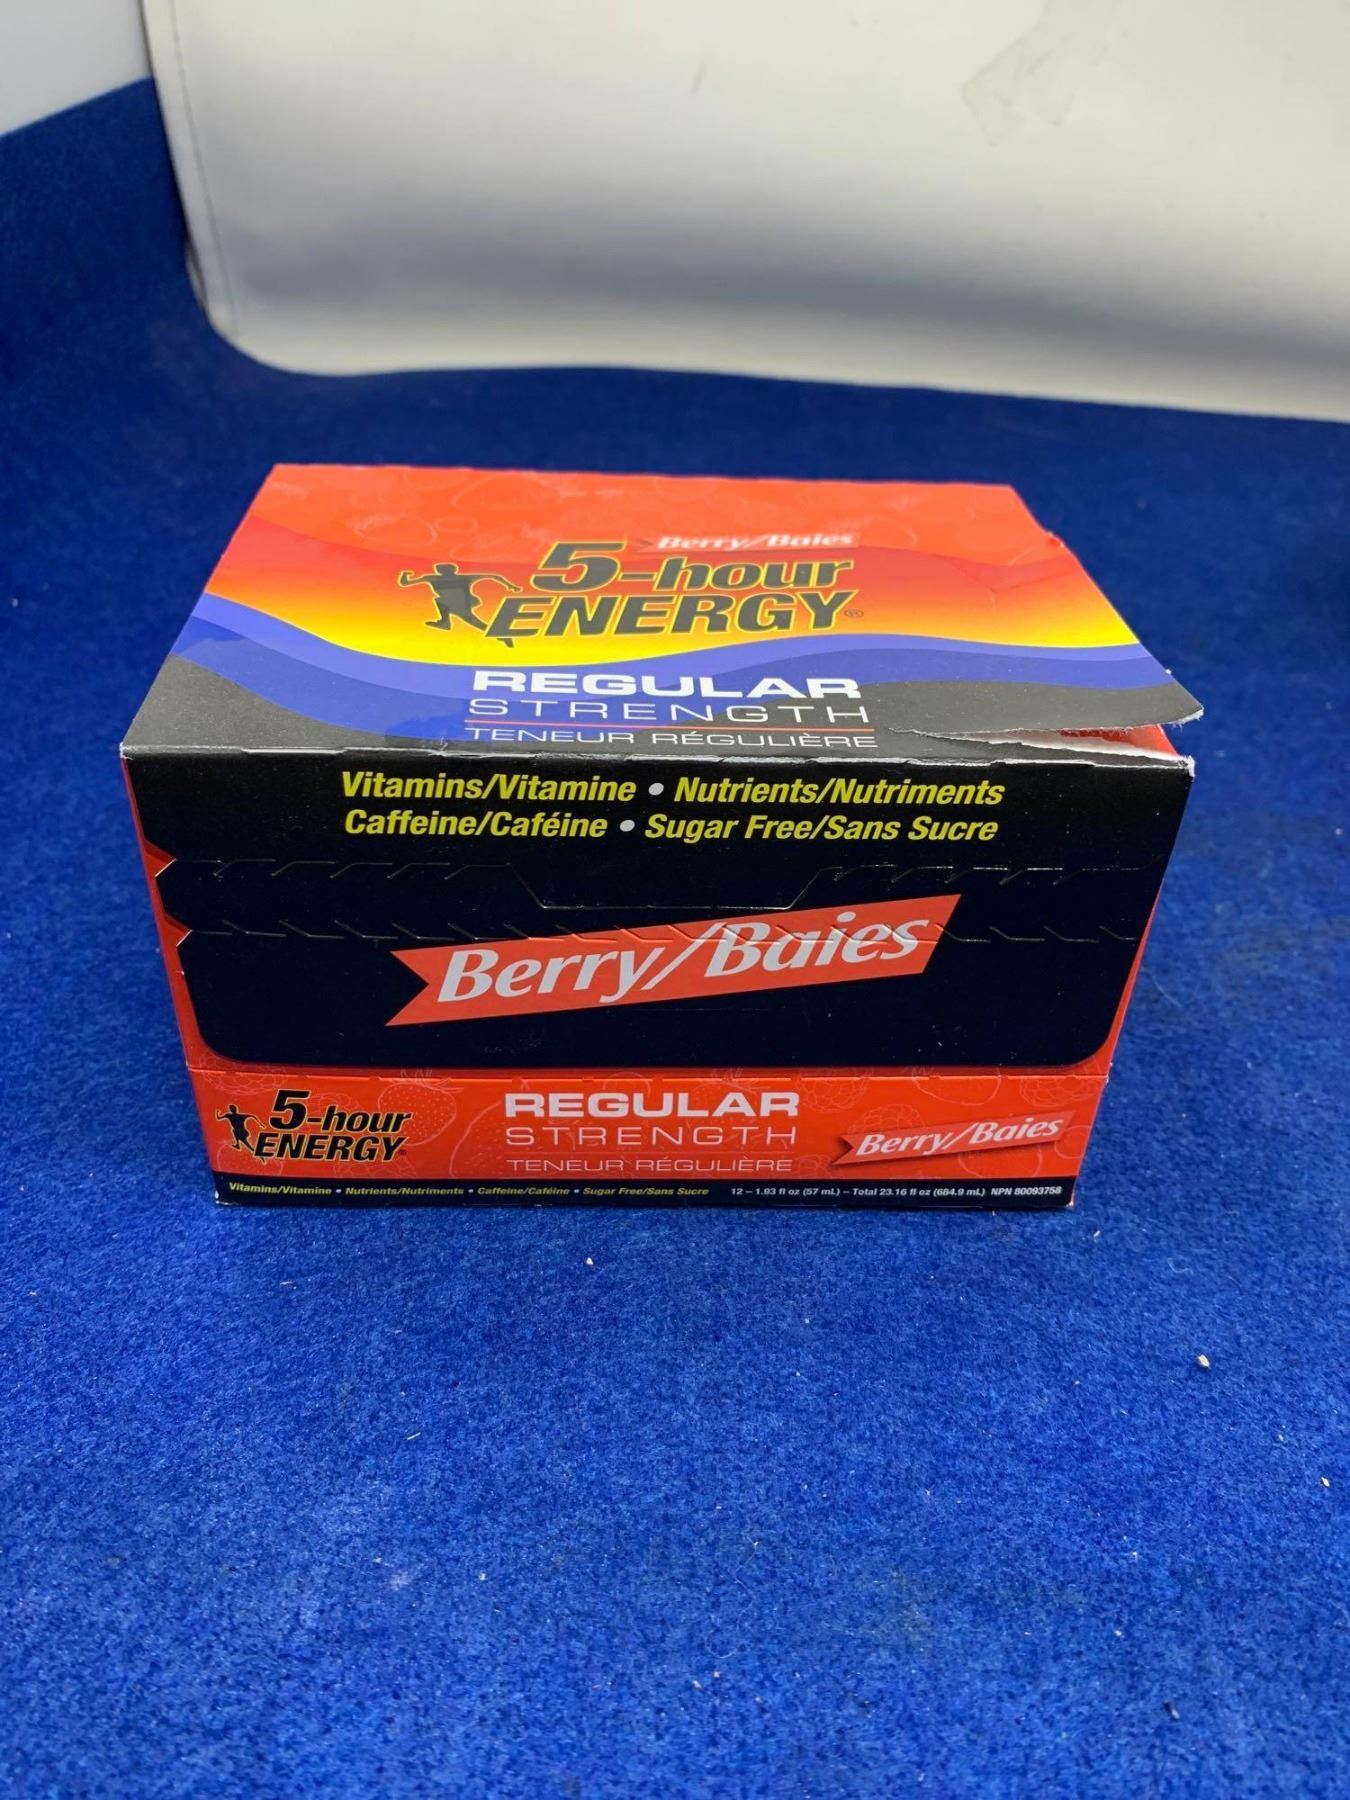 Berry/Baies
5-hour
ENERGY®
REGULAR
STRENGTH
TENEUR RÉGULIÈRE
Vitamins/Vitamine • Nutrients/Nutriments
Caffeine/Caféine • Sugar Free/Sans Sucre
Berry/Baies
5-hour
ENERGY®
REGULAR
STRENGTH
TENEUR RÉGULIÈRE
Berry/Baies
Vitamins/Vitamine • Nutrients/Nutriments • Caffeine/Caféine • Sugar Free/Sans Sucre 12 – 1.93 fl oz (57 mL) – Total 23.16 fl oz (684.9 mL) NPN 80093758